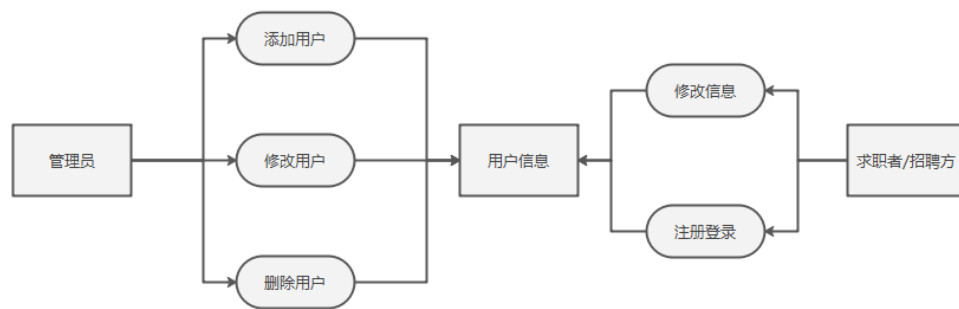 添加用户
修改信息
管理员
修改用户
用户信息
求职者/招聘方
注册登录
删除用户